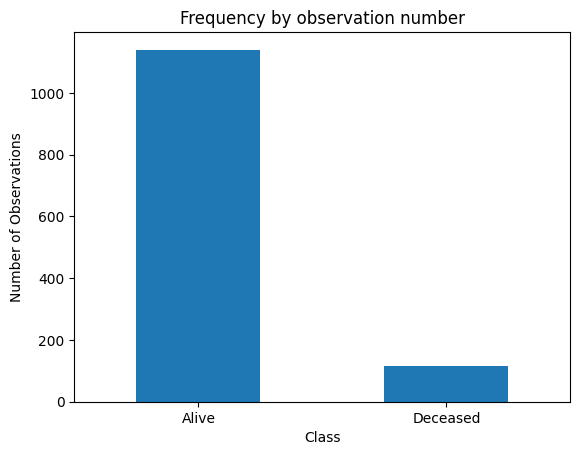 Frequency by observation number
1000
800
600
400
200
0
Number of Observations
Alive
Deceased
Class